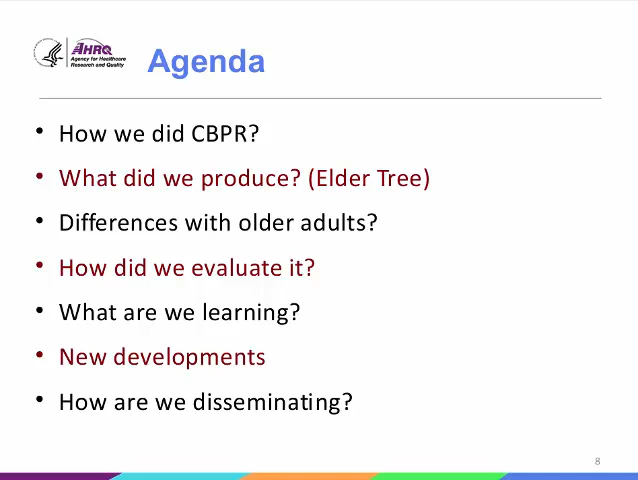 AHRQ
Agency for Healthcare
Research and Quality
Agenda
• How we did CBPR?
• What did we produce? (Elder Tree)
• Differences with older adults?
• How did we evaluate it?
• What are we learning?
• New developments
• How are we disseminating?
8